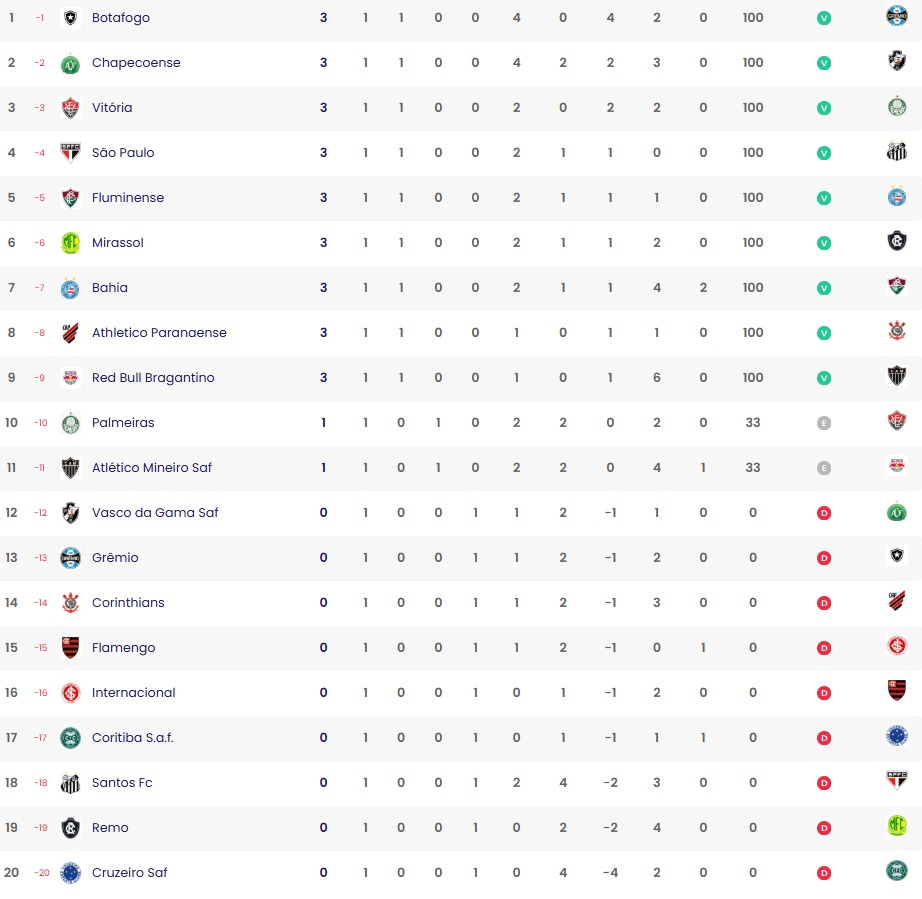 1 -1 Botafogo 3 1 1 0 0 4 0 4 2 0 100 V
2 -2 Chapecoense 3 1 1 0 0 4 2 2 3 0 100 V
3 -3 Vitória 3 1 1 0 0 2 0 2 2 0 100 V
4 -4 São Paulo 3 1 1 0 0 2 1 1 0 0 100 V
5 -5 Fluminense 3 1 1 0 0 2 1 1 1 0 100 V
6 -6 Mirassol 3 1 1 0 0 2 1 1 2 0 100 V
7 -7 Bahia 3 1 1 0 0 2 1 1 4 2 100 V
8 -8 Athletico Paranaense 3 1 1 0 0 1 0 1 1 0 100 V
9 -9 Red Bull Bragantino 3 1 1 0 0 1 0 1 6 0 100 V
10 -10 Palmeiras 1 1 0 1 0 2 2 0 2 0 33 E
11 -11 Atlético Mineiro Saf 1 1 0 1 0 2 2 0 4 1 33 E
12 -12 Vasco da Gama Saf 0 1 0 0 1 1 2 -1 1 0 0 D
13 -13 Grêmio 0 1 0 0 1 1 2 -1 2 0 0 D
14 -14 Corinthians 0 1 0 0 1 1 2 -1 3 0 0 D
15 -15 Flamengo 0 1 0 0 1 1 2 -1 0 1 0 D
16 -16 Internacional 0 1 0 0 1 0 1 -1 2 0 0 D
17 -17 Coritiba S.a.f. 0 1 0 0 1 0 1 -1 1 1 0 D
18 -18 Santos Fc 0 1 0 0 1 2 4 -2 3 0 0 D
19 -19 Remo 0 1 0 0 1 0 2 -2 4 0 0 D
20 -20 Cruzeiro Saf 0 1 0 0 1 0 4 -4 2 0 0 D